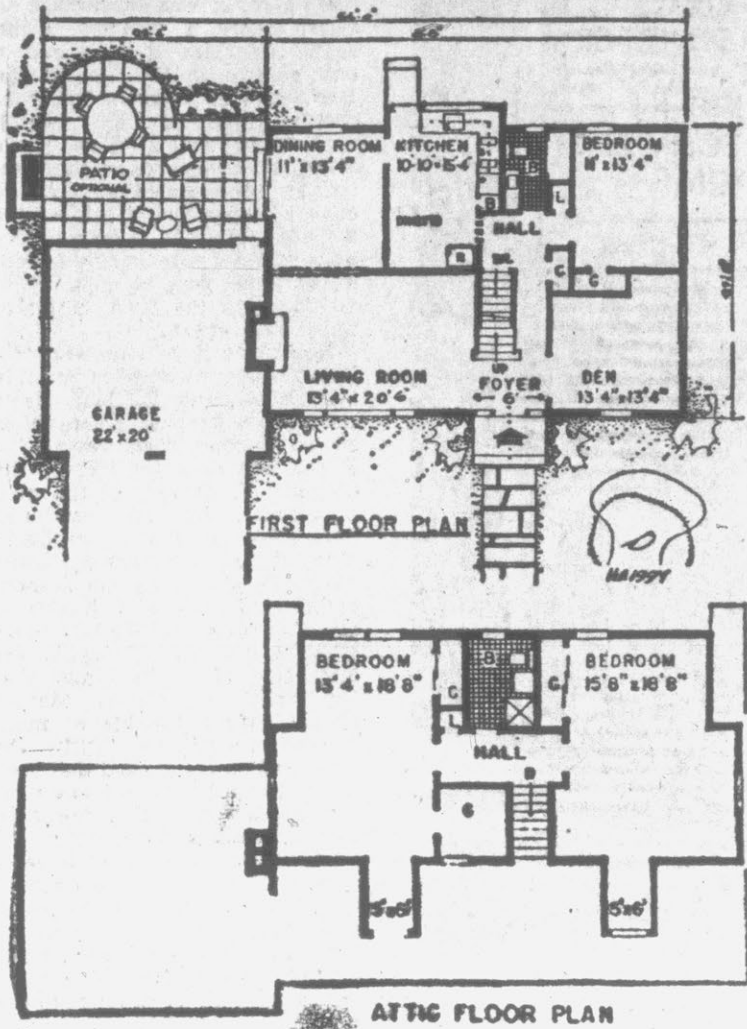 PATIO
OPTIONAL
DINING ROOM
11' x 13'4"
KITCHEN
BEDROOM
11' x 13'4"
B
L
B
HALL
R
C
C
LIVING ROOM
13'4" x 20'6"
UP
FOYER
6'
DEN
13'4" x 13'4"
GARAGE
22 x 20'
FIRST FLOOR PLAN
HA1997Y
BEDROOM
13'4" x 18'8"
C
B
C
BEDROOM
15'8" x 18'8"
L
HALL
D
C
5'x6'
5'x6'
ATTIC FLOOR PLAN